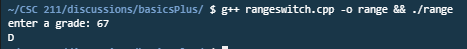 ~/CSC 211/discussions/basicsPlus/ $ g++ rangeswitch.cpp -o range && ./range
enter a grade: 67
D